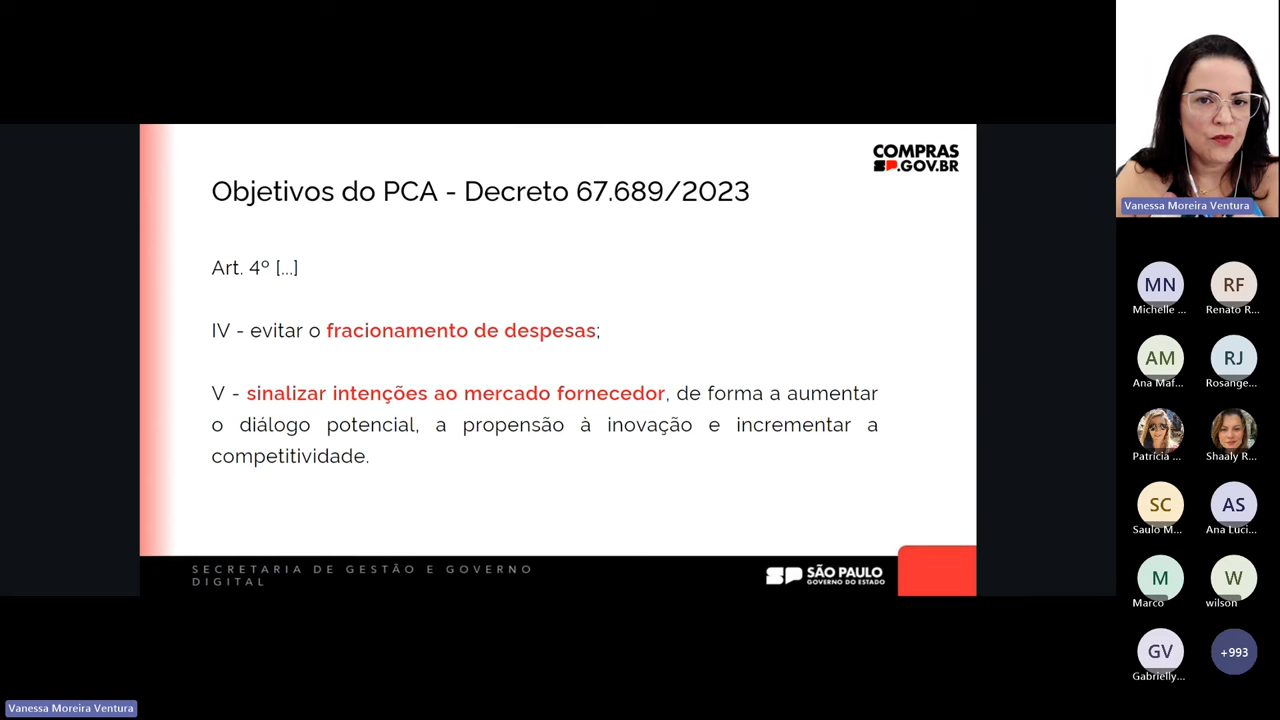 COMPRAS
SP.GOV.BR
Objetivos do PCA - Decreto 67.689/2023
Art. 4º [...]
IV - evitar o fracionamento de despesas;
V - sinalizar intenções ao mercado fornecedor, de forma a aumentar
o diálogo potencial, a propensão à inovação e incrementar a
competitividade.
SECRETARIA DE GESTÃO E GOVERNO
DIGITAL
SP SÃO PAULO
GOVERNO DO ESTADO
Vanessa Moreira Ventura
MN
Michelle ...
RF
Renato R...
AM
Ana Maf...
RJ
Rosange...
Patrícia ...
Shaaly R...
SC
Saulo M...
AS
Ana Luci...
M
Marco
W
wilson
GV
Gabrielly...
+993
Vanessa Moreira Ventura